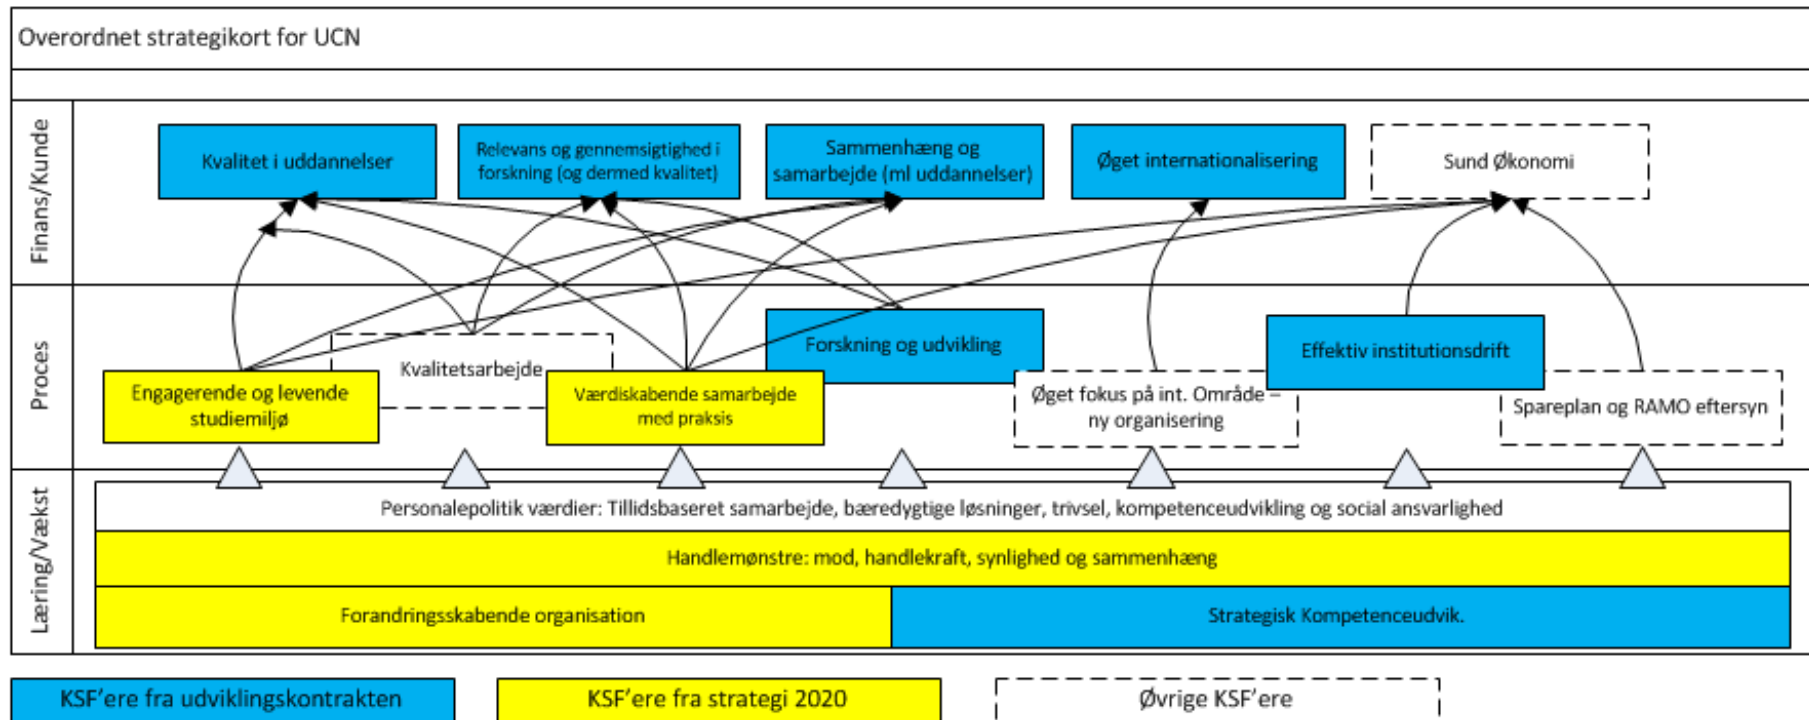 Overordnet strategikort for UCN
Finans/Kunde
Kvalitet i uddannelser
Relevans og gennemsigtighed i
forskning (og dermed kvalitet)
Sammenhæng og
samarbejde (ml uddannelser)
Øget internationalisering
Sund Økonomi
Proces
Engagerende og levende
studiemiljø
Kvalitetsarbejde
Værdiskabende samarbejde
med praksis
Forskning og udvikling
Øget fokus på int. Område –
ny organisering
Effektiv institutionsdrift
Spareplan og RAMO eftersyn
Læring/Vækst
Personalepolitik værdier: Tillidsbaseret samarbejde, bæredygtige løsninger, trivsel, kompetenceudvikling og social ansvarlighed
Handlemønstre: mod, handlekraft, synlighed og sammenhæng
Forandringsskabende organisation
Strategisk Kompetenceudvik.
KSF'ere fra udviklingskontrakten
KSF'ere fra strategi 2020
Øvrige KSF'ere